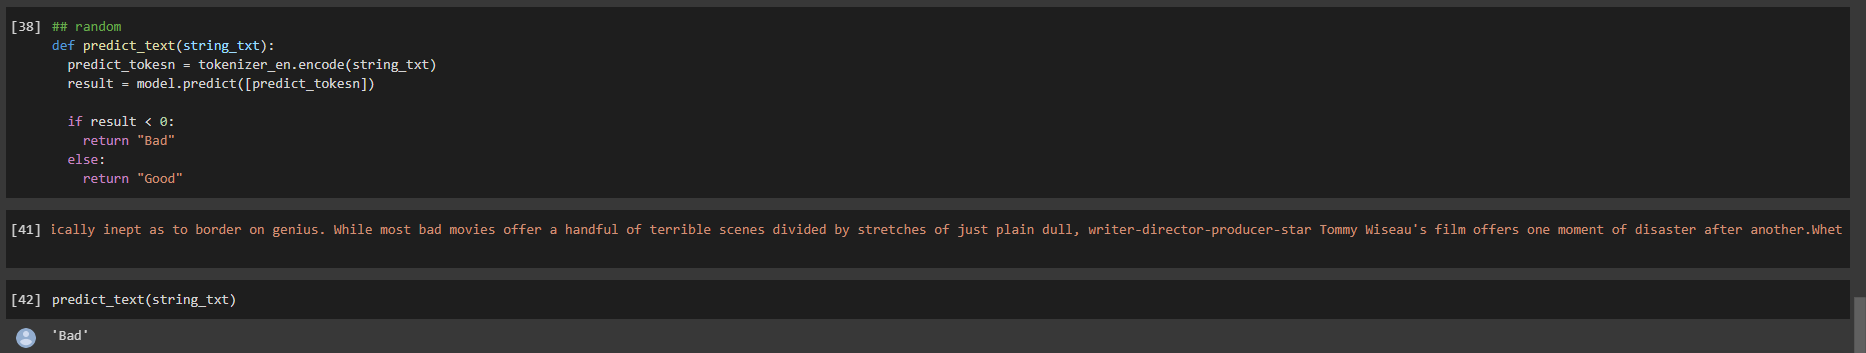 [38] ## random
def predict_text(string_txt):
  predict_tokesn = tokenizer_en.encode(string_txt)
  result = model.predict([predict_tokesn])
  if result < 0:
    return "Bad"
  else:
    return "Good"
[41] ically inept as to border on genius. While most bad movies offer a handful of terrible scenes divided by stretches of just plain dull, writer-director-producer-star Tommy Wiseau's film offers one moment of disaster after another.Whet
[42] predict_text(string_txt)
'Bad'